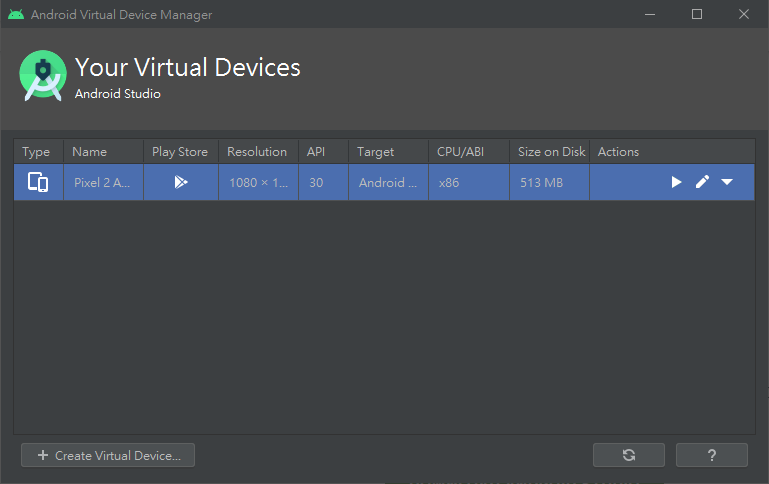 Android Virtual Device Manager
Your Virtual Devices
Android Studio
Type Name Play Store Resolution API Target CPU/ABI Size on Disk Actions
Pixel 2 A... 1080 × 1... 30 Android ... x86 513 MB
+ Create Virtual Device... ?